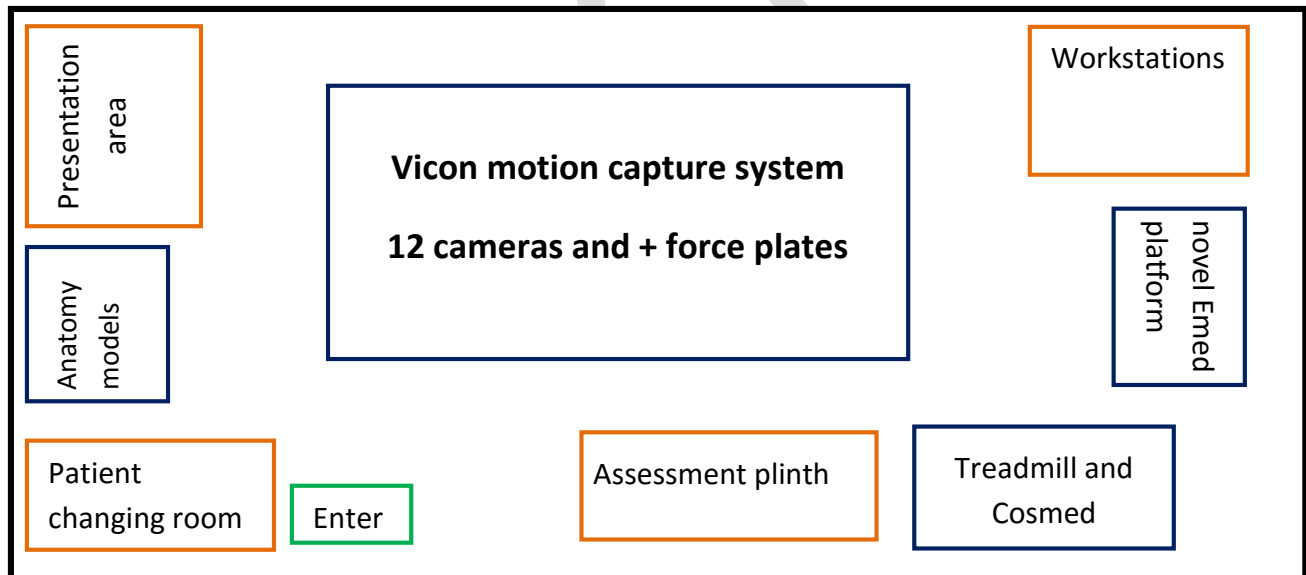 Presentation
area
Workstations
Vicon motion capture system
12 cameras and + force plates
Anatomy
models
novel Emed
platform
Patient
changing room
Enter
Assessment plinth
Treadmill and
Cosmed